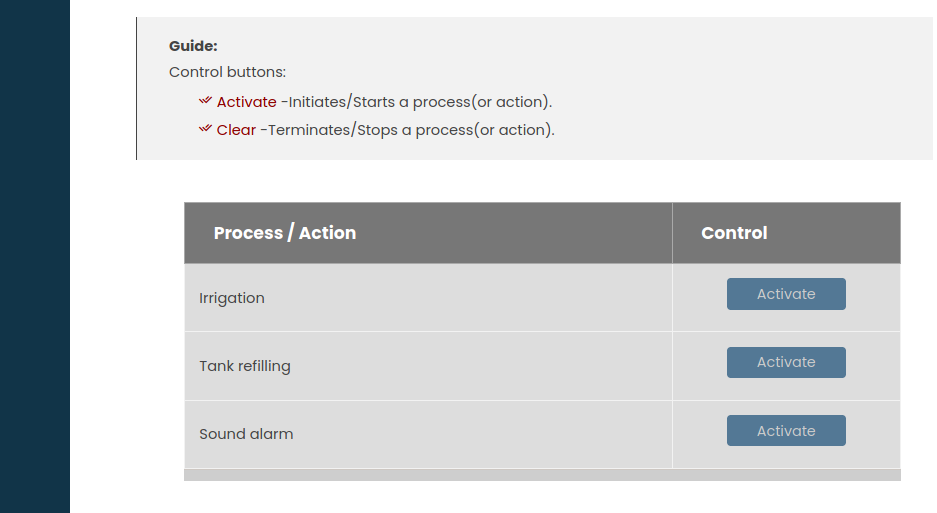 Guide:
Control buttons:
Activate -Initiates/Starts a process(or action).
Clear -Terminates/Stops a process(or action).
Process / Action Control
Irrigation Activate
Tank refilling Activate
Sound alarm Activate